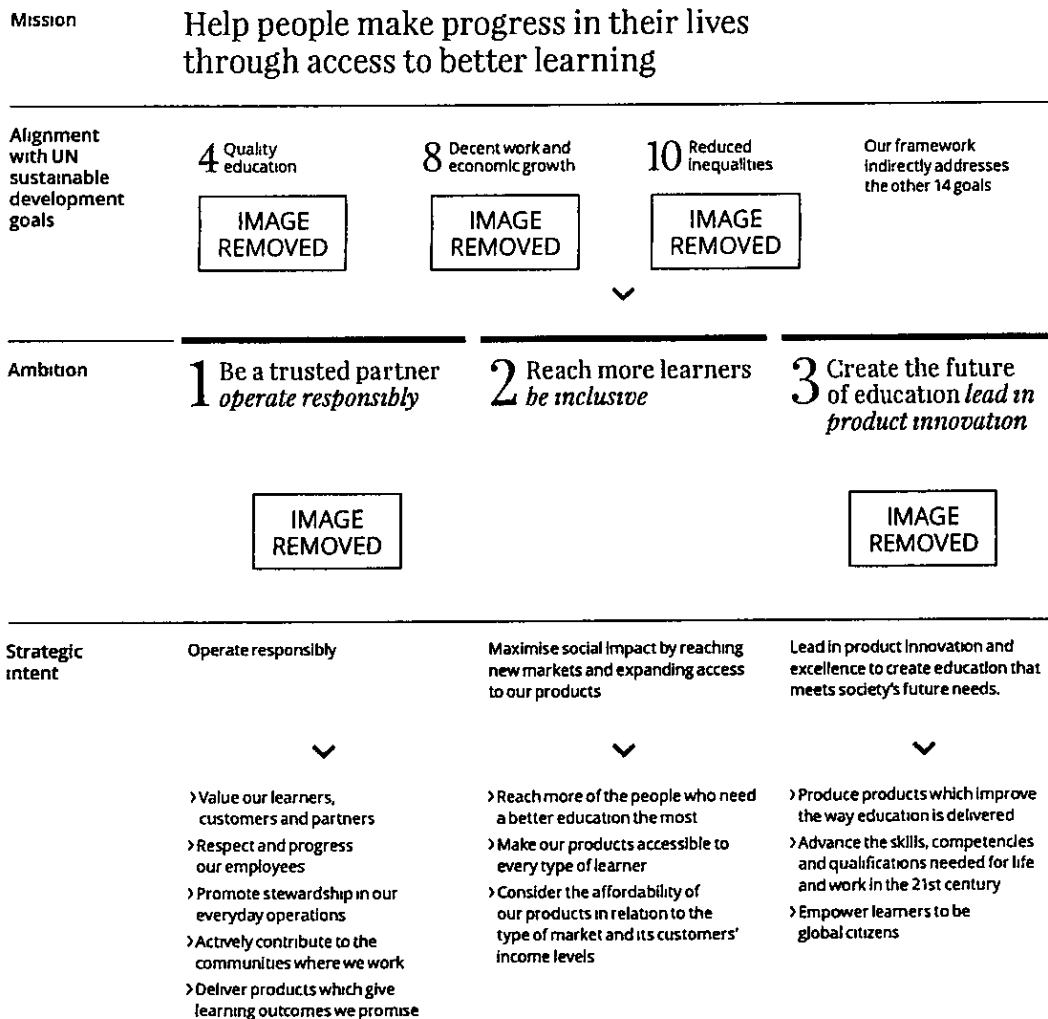 Mission
Help people make progress in their lives
through access to better learning
Alignment
with UN
sustainable
development
goals
4 Quality
education
8 Decent work and
economic growth
10 Reduced
inequalities
Our framework
indirectly addresses
the other 14 goals
IMAGE
REMOVED
IMAGE
REMOVED
IMAGE
REMOVED
Ambition
1 Be a trusted partner
operate responsibly
2 Reach more learners
be inclusive
3 Create the future
of education lead in
product innovation
IMAGE
REMOVED
IMAGE
REMOVED
Strategic
intent
Operate responsibly
Maximise social impact by reaching
new markets and expanding access
to our products
Lead in product innovation and
excellence to create education that
meets society's future needs.
> Value our learners,
customers and partners
> Respect and progress
our employees
> Promote stewardship in our
everyday operations
> Actively contribute to the
communities where we work
> Deliver products which give
learning outcomes we promise
> Reach more of the people who need
a better education the most
> Make our products accessible to
every type of learner
> Consider the affordability of
our products in relation to the
type of market and its customers'
income levels
> Produce products which improve
the way education is delivered
> Advance the skills, competencies
and qualifications needed for life
and work in the 21st century
> Empower learners to be
global citizens